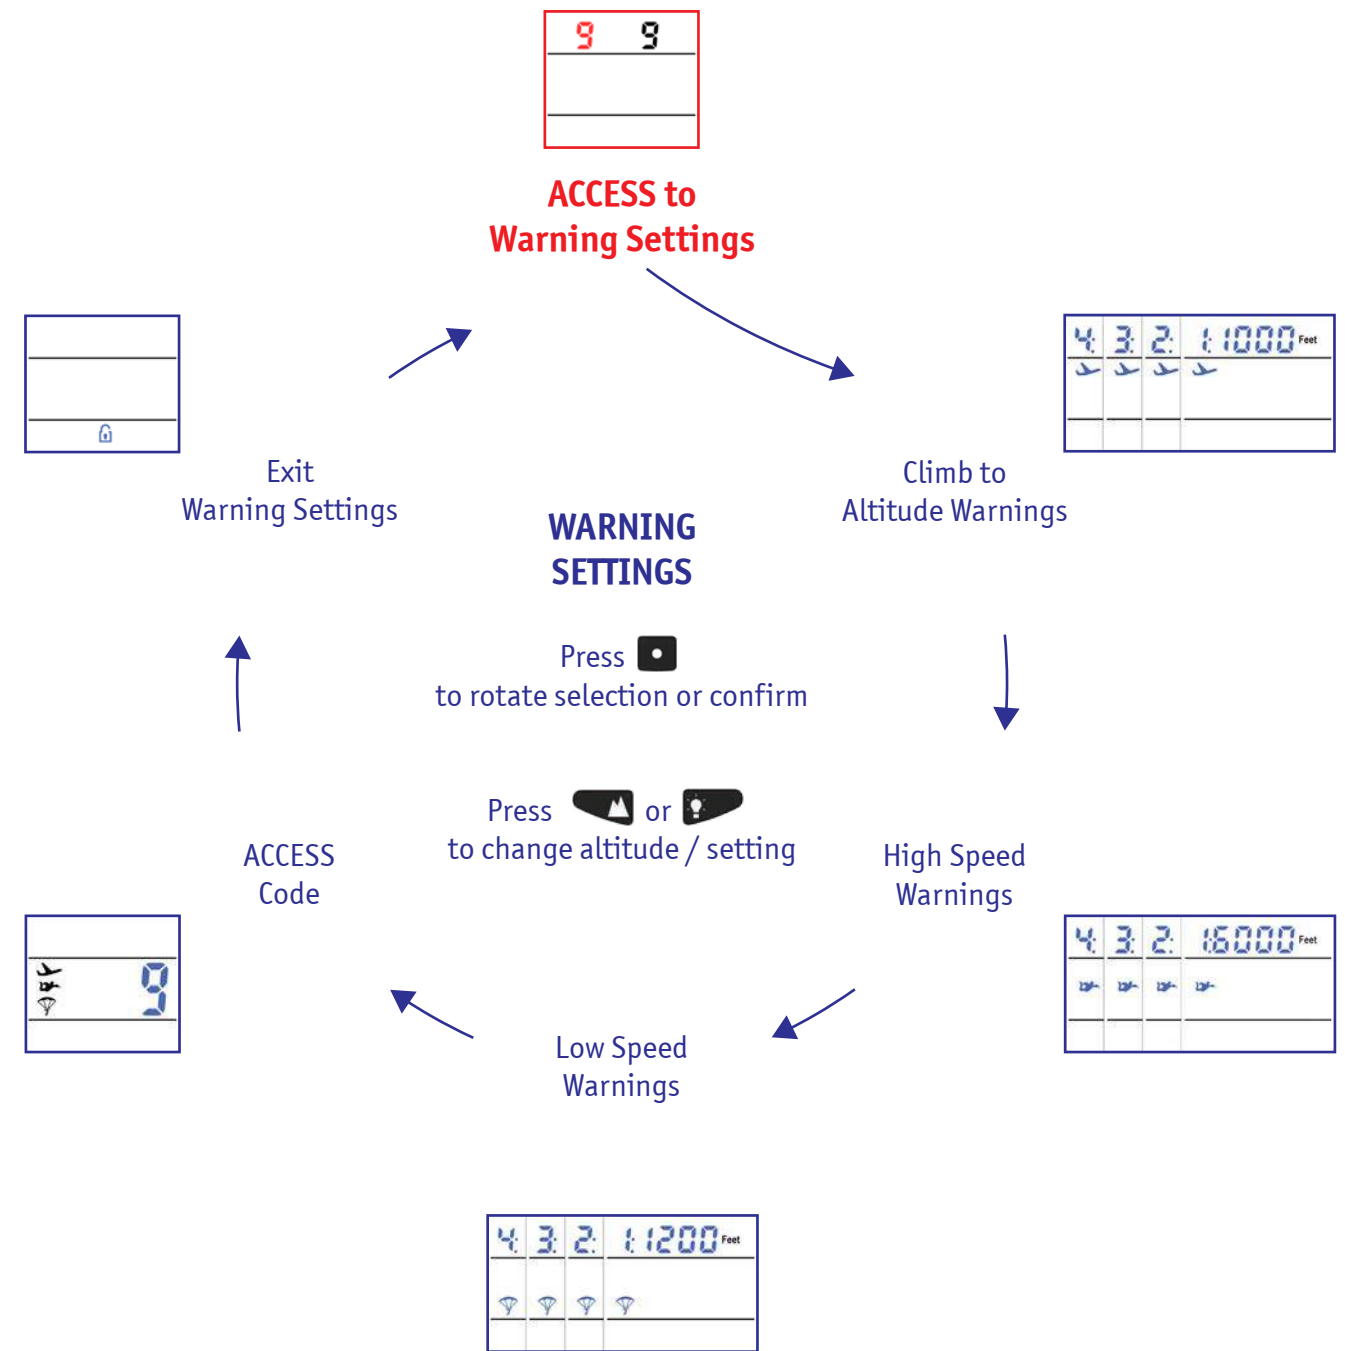 9 9
ACCESS to
Warning Settings
4: 3: 2: 1:1000 Feet
Exit
Warning Settings
Climb to
Altitude Warnings
WARNING
SETTINGS
Press
to rotate selection or confirm
Press or
to change altitude / setting
ACCESS
Code
High Speed
Warnings
9
4: 3: 2: 1:6000 Feet
Low Speed
Warnings
4: 3: 2: 1:1200 Feet